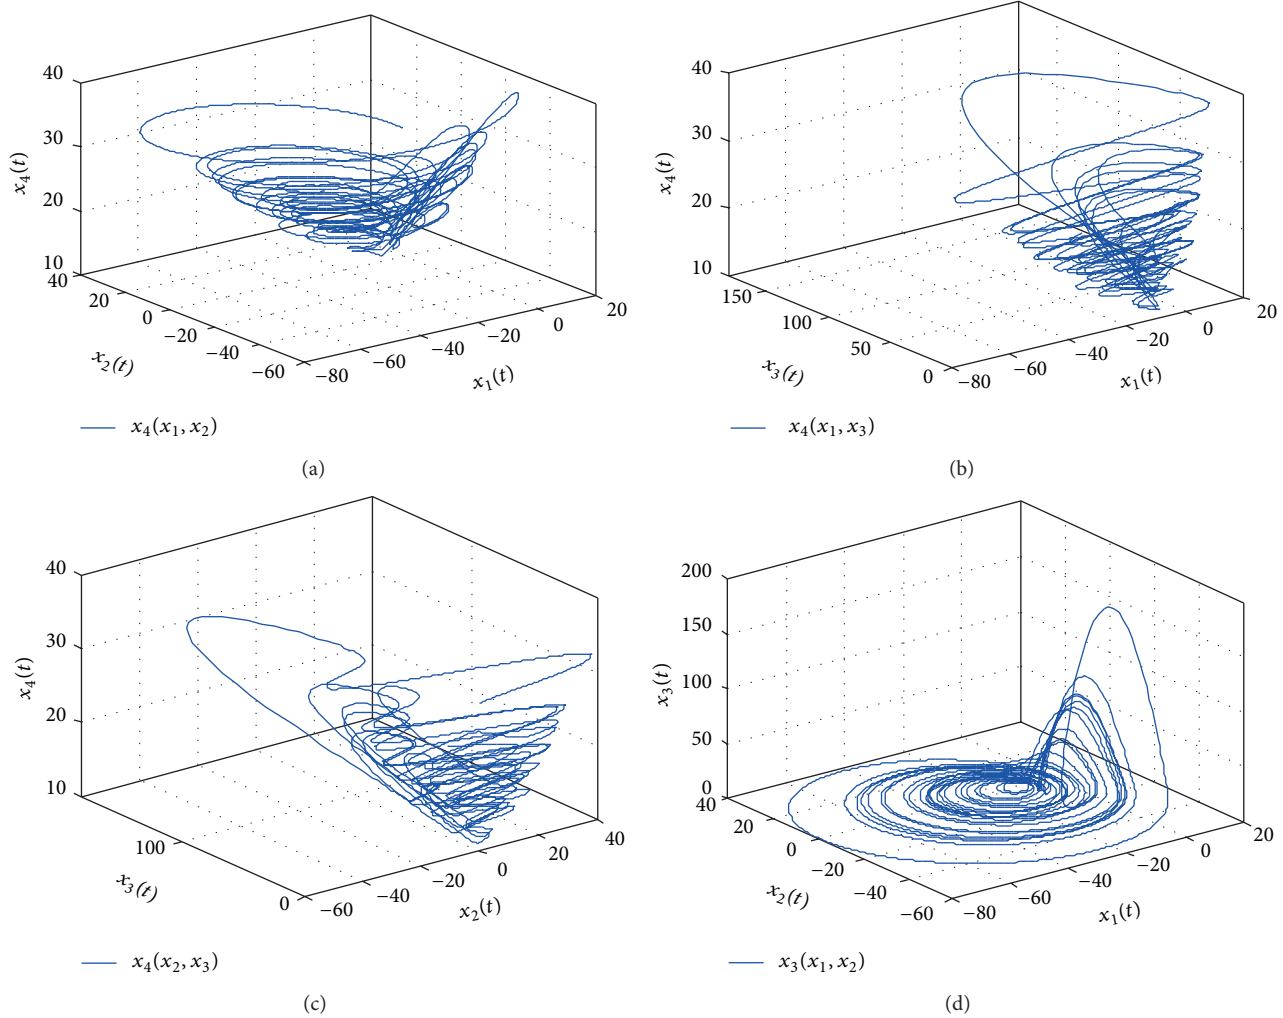 40
30
20
10
x₄(t)
40
20
0
−20
−40
−60
x₂(t)
−80
−60
−40
−20
0
20
x₁(t)
x₄(x₁, x₂)
(a)
40
30
20
10
x₄(t)
150
100
50
0
x₃(t)
−80
−60
−40
−20
0
20
x₁(t)
x₄(x₁, x₃)
(b)
40
30
20
10
x₄(t)
100
0
x₃(t)
−60
−40
−20
0
20
40
x₂(t)
x₄(x₂, x₃)
(c)
200
150
100
50
0
x₃(t)
40
20
0
−20
−40
−60
x₂(t)
−80
−60
−40
−20
0
20
x₁(t)
x₃(x₁, x₂)
(d)